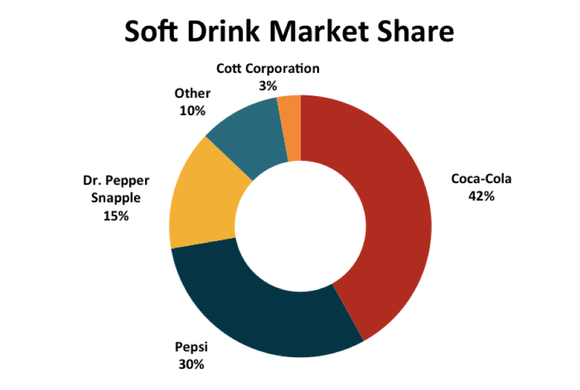 Soft Drink Market Share
Cott Corporation
3%
Other
10%
Dr. Pepper
Snapple
15%
Coca-Cola
42%
Pepsi
30%